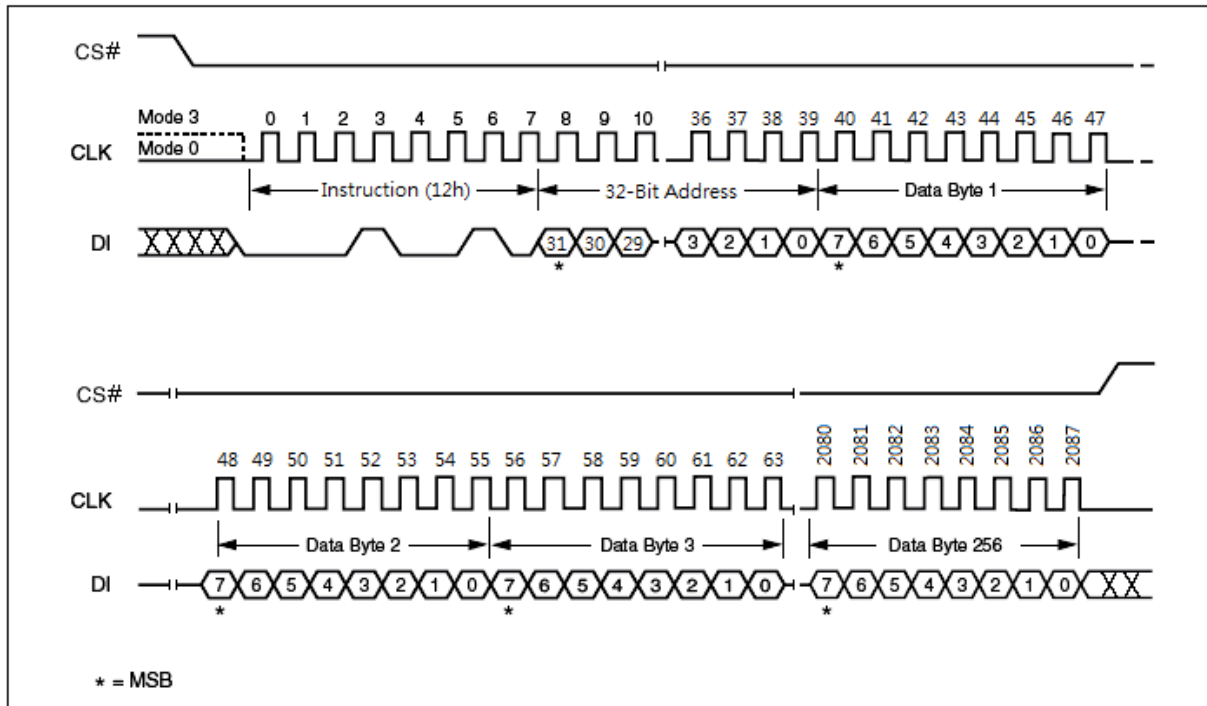 CS#
Mode 3
0 1 2 3 4 5 6 7 8 9 10 36 37 38 39 40 41 42 43 44 45 46 47
CLK
Mode 0
Instruction (12h) 32-Bit Address Data Byte 1
DI 31 30 29 3 2 1 0 7 6 5 4 3 2 1 0
* *
CS#
48 49 50 51 52 53 54 55 56 57 58 59 60 61 62 63 2080 2081 2082 2083 2084 2085 2086 2087
CLK
Data Byte 2 Data Byte 3 Data Byte 256
DI 7 6 5 4 3 2 1 0 7 6 5 4 3 2 1 0 7 6 5 4 3 2 1 0
* * *
* = MSB